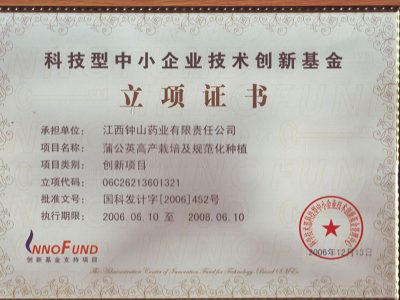 科技型中小企业技术创新基金
立项证书
承担单位: 江西钟山药业有限责任公司
项目名称: 蒲公英高产栽培及规范化种植
项目类别: 创新项目
立项代码: 06C26213601321
批准文号: 国科发计字[2006]452号
执行期限: 2006.06.10 至 2008.06.10
INNOFUND
创新基金支持项目
2006年12月13日
The Administration Center of Innovation Fund for Technology Based (SMEs)